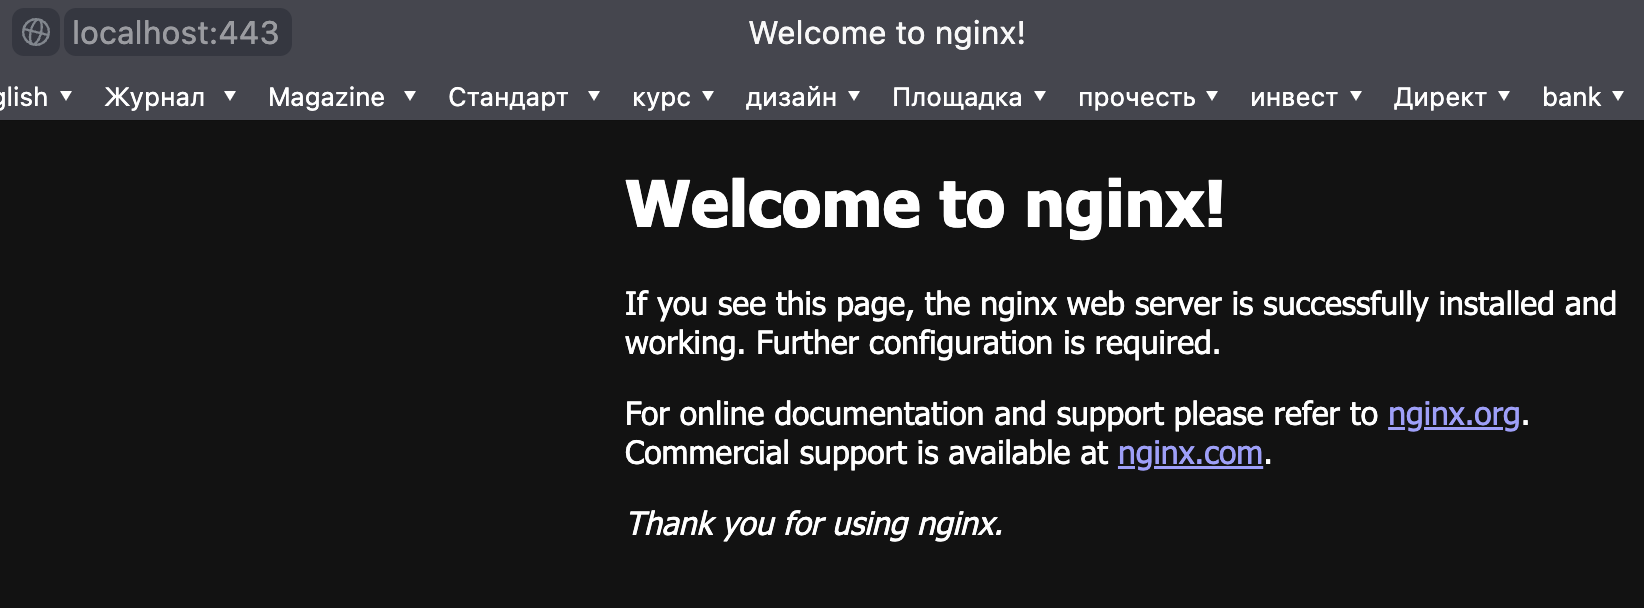 localhost:443
Welcome to nginx!
glish ▼ Журнал ▼ Magazine ▼ Стандарт ▼ курс ▼ дизайн ▼ Площадка ▼ прочесть ▼ инвест ▼ Директ ▼ bank ▼
Welcome to nginx!
If you see this page, the nginx web server is successfully installed and
working. Further configuration is required.
For online documentation and support please refer to nginx.org.
Commercial support is available at nginx.com.
Thank you for using nginx.